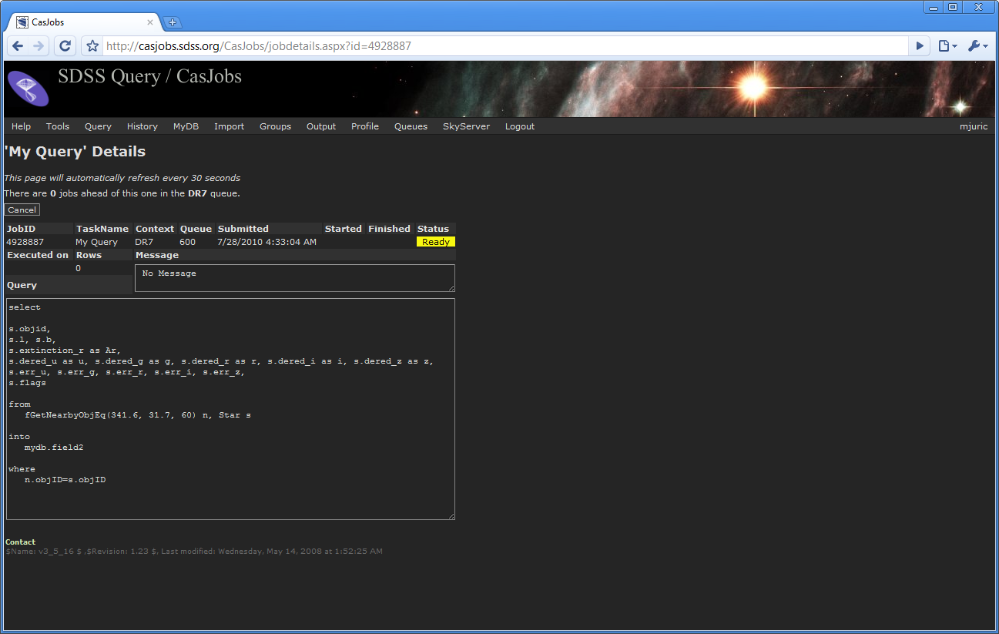 CasJobs
http://casjobs.sdss.org/CasJobs/jobdetails.aspx?id=4928887
SDSS Query / CasJobs
Help Tools Query History MyDB Import Groups Output Profile Queues SkyServer Logout mjuric
'My Query' Details
This page will automatically refresh every 30 seconds
There are 0 jobs ahead of this one in the DR7 queue.
Cancel
JobID TaskName Context Queue Submitted Started Finished Status
4928887 My Query DR7 600 7/28/2010 4:33:04 AM Ready
Executed on Rows Message
0
No Message
Query
select
s.objid,
s.l, s.b,
s.extinction_r as Ar,
s.dered_u as u, s.dered_g as g, s.dered_r as r, s.dered_i as i, s.dered_z as z,
s.err_u, s.err_g, s.err_r, s.err_i, s.err_z,
s.flags
from
fGetNearbyObjEq(341.6, 31.7, 60) n, Star s
into
mydb.field2
where
n.objID=s.objID
Contact
$Name: v3_5_16 $ ,$Revision: 1.23 $, Last modified: Wednesday, May 14, 2008 at 1:52:25 AM